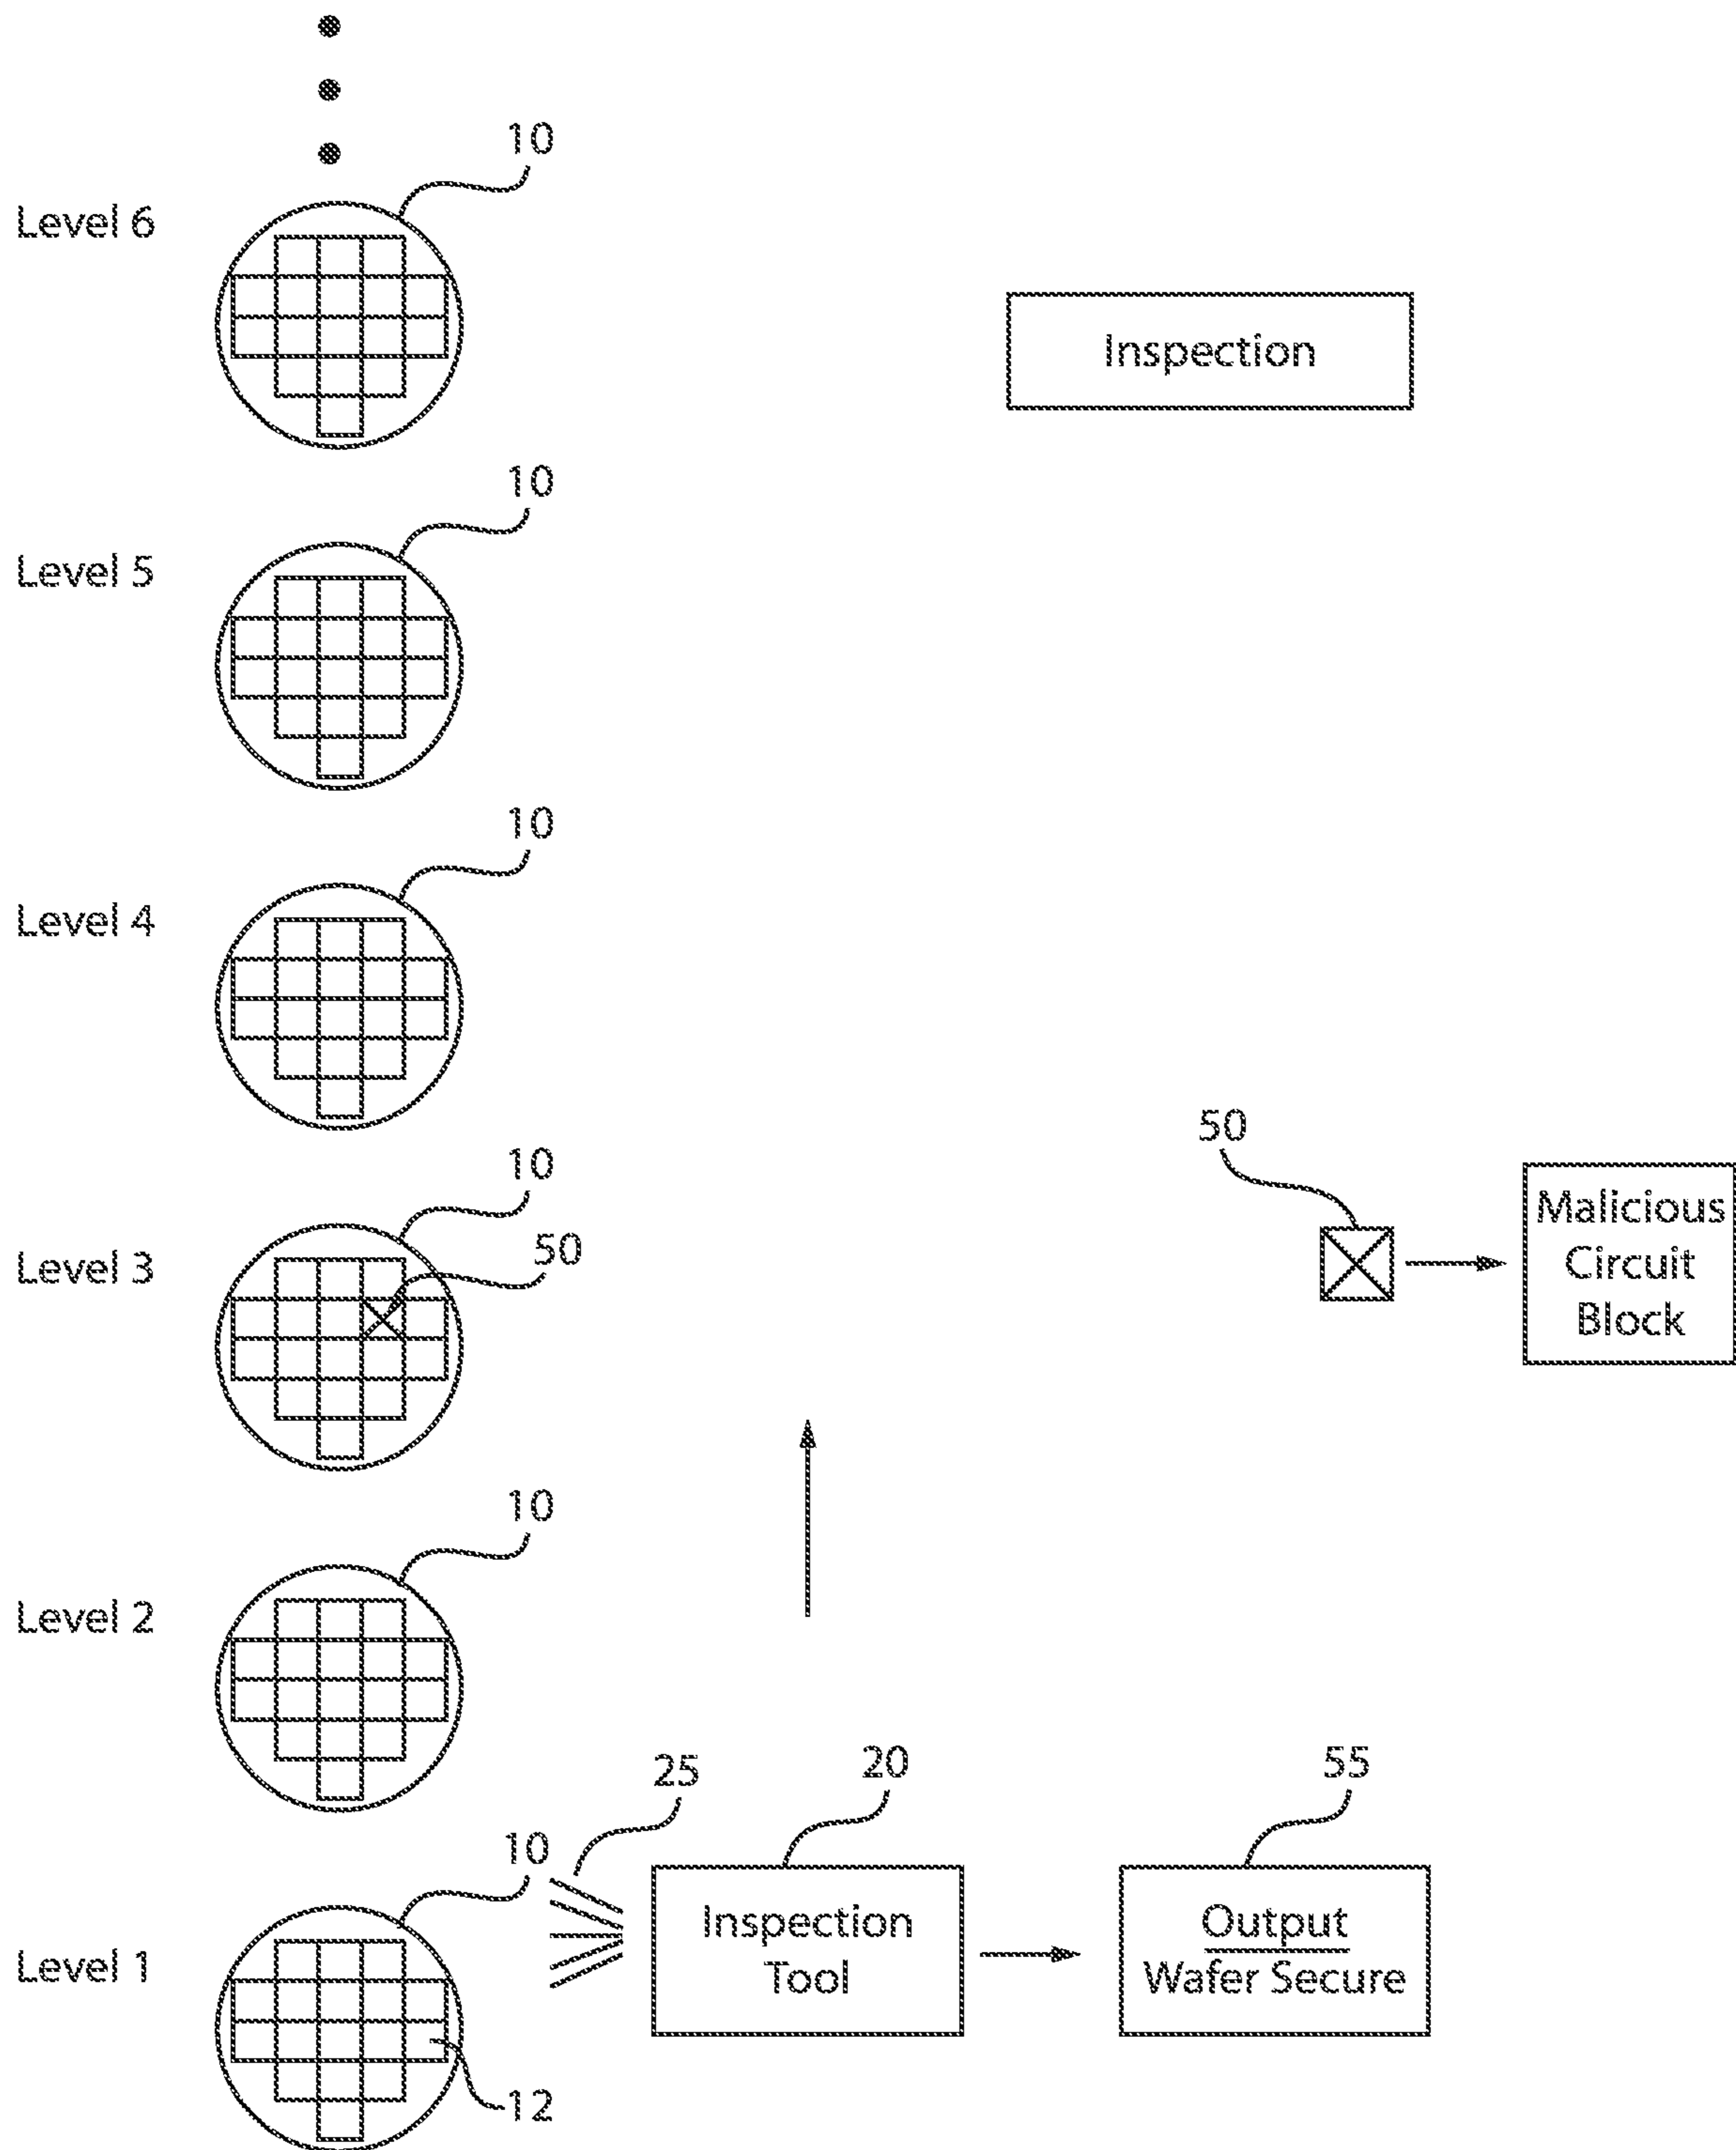 10
Level 6
Inspection
10
Level 5
10
Level 4
50
10
Malicious
Circuit
Block
50
Level 3
10
Level 2
25
20
55
10
Inspection
Tool
Output
Wafer Secure
Level 1
12